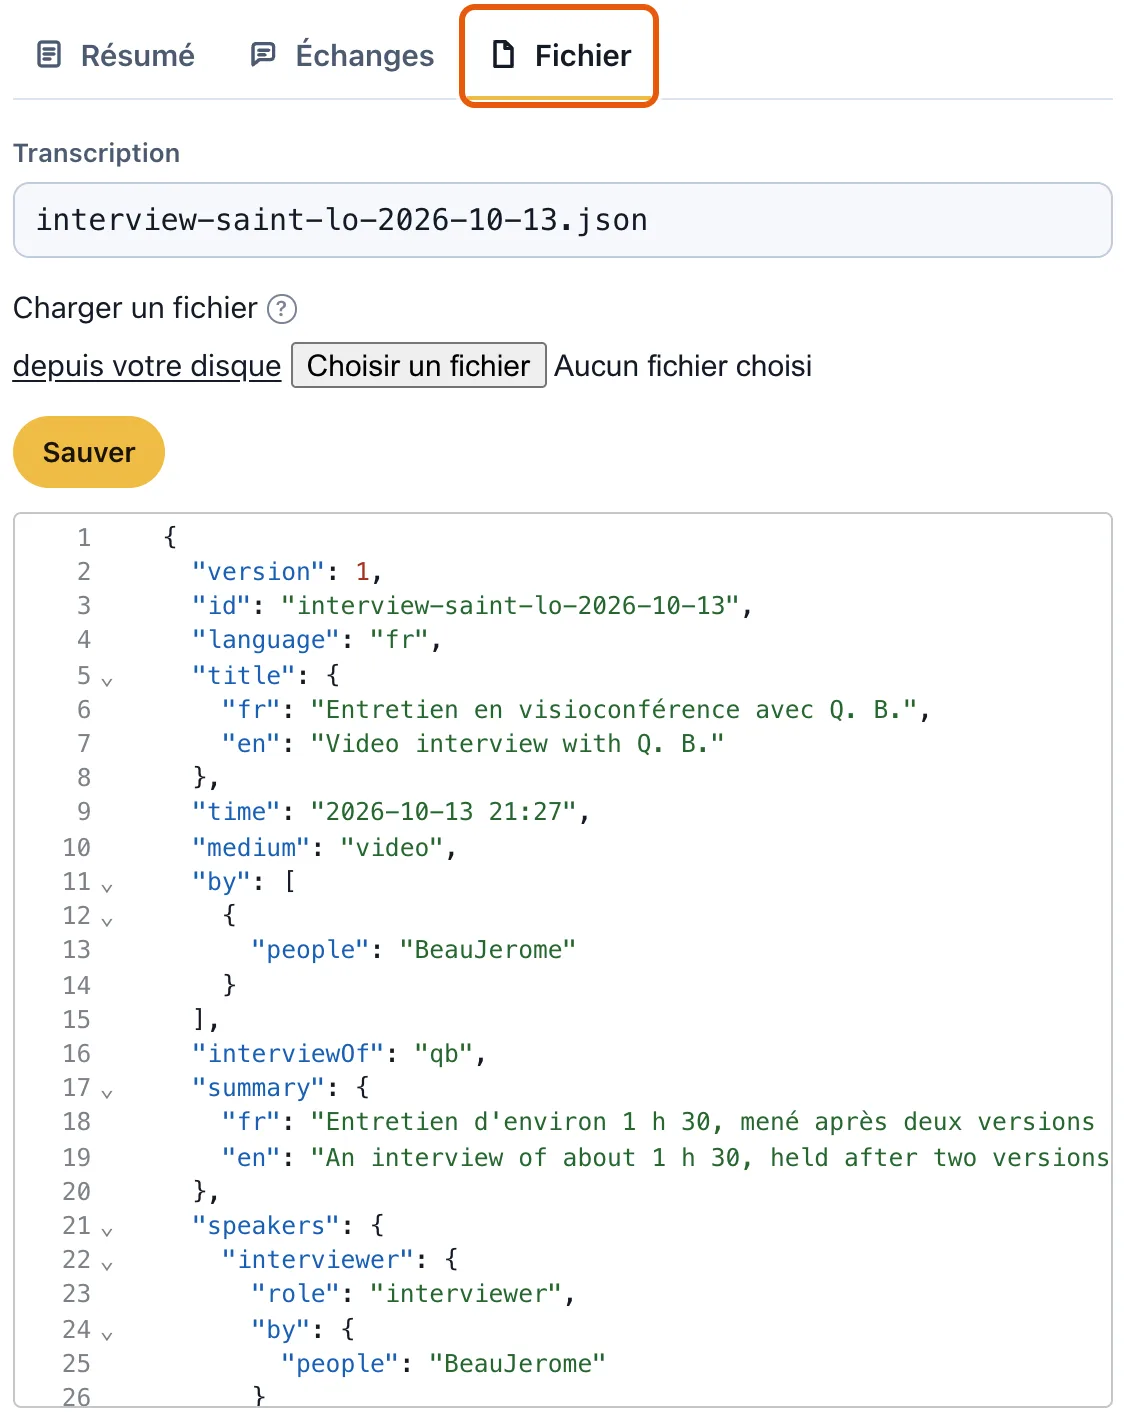 Résumé Échanges Fichier
Transcription
interview-saint-lo-2026-10-13.json
Charger un fichier ?
depuis votre disque Choisir un fichier Aucun fichier choisi
Sauver
1 {
2 "version": 1,
3 "id": "interview-saint-lo-2026-10-13",
4 "language": "fr",
5 "title": {
6 "fr": "Entretien en visioconférence avec Q. B.",
7 "en": "Video interview with Q. B."
8 },
9 "time": "2026-10-13 21:27",
10 "medium": "video",
11 "by": [
12 {
13 "people": "BeauJerome"
14 }
15 ],
16 "interviewOf": "qb",
17 "summary": {
18 "fr": "Entretien d'environ 1 h 30, mené après deux versions
19 "en": "An interview of about 1 h 30, held after two versions
20 },
21 "speakers": {
22 "interviewer": {
23 "role": "interviewer",
24 "by": {
25 "people": "BeauJerome"
26 }